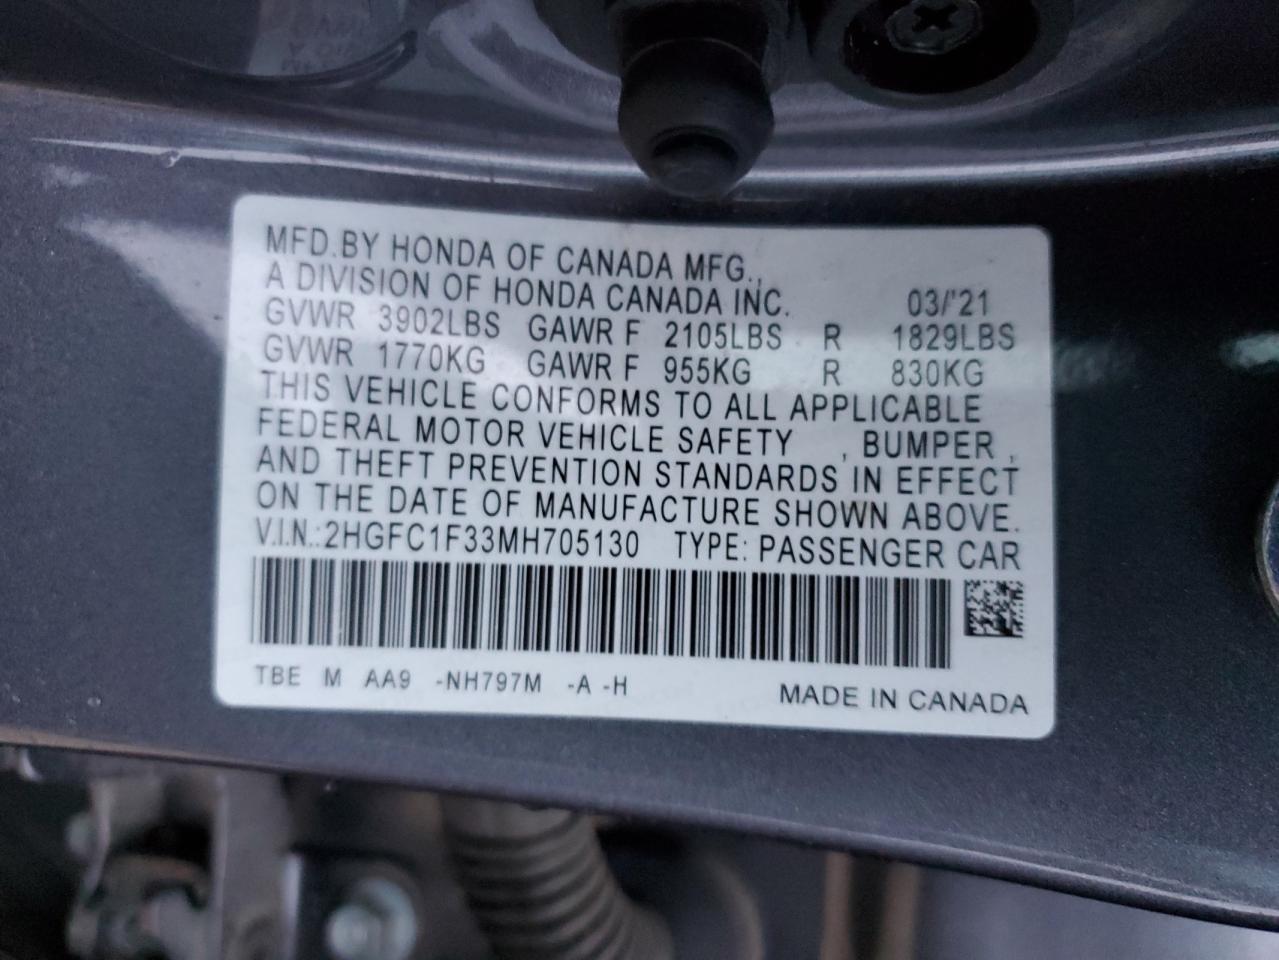 MFD.BY HONDA OF CANADA MFG.,
A DIVISION OF HONDA CANADA INC. 03/'21
GVWR 3902LBS GAWR F 2105LBS R 1829LBS
GVWR 1770KG GAWR F 955KG R 830KG
THIS VEHICLE CONFORMS TO ALL APPLICABLE
FEDERAL MOTOR VEHICLE SAFETY , BUMPER ,
AND THEFT PREVENTION STANDARDS IN EFFECT
ON THE DATE OF MANUFACTURE SHOWN ABOVE.
V.I.N.:2HGFC1F33MH705130 TYPE: PASSENGER CAR
TBE M AA9 -NH797M -A -H MADE IN CANADA